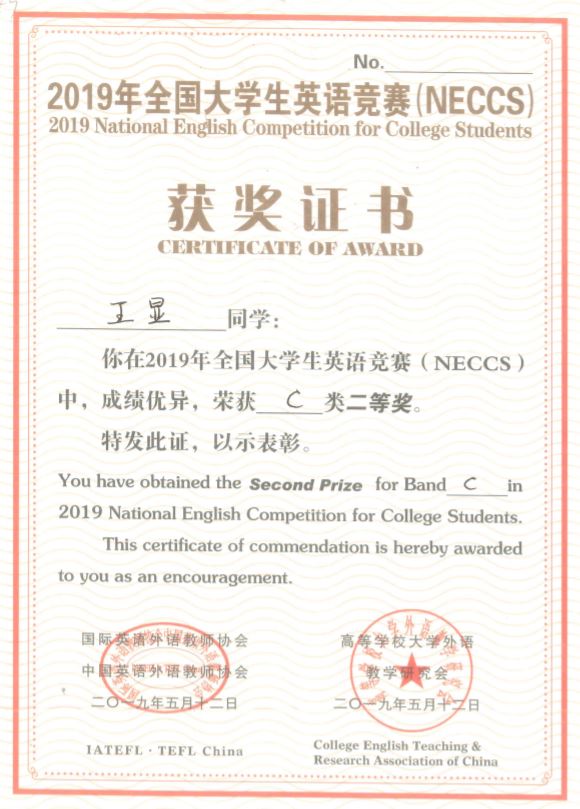 No.
2019年全国大学生英语竞赛(NECCS)
2019 National English Competition for College Students
获奖证书
CERTIFICATE OF AWARD
王显 同学:
你在2019年全国大学生英语竞赛(NECCS)
中，成绩优异，荣获 C 类二等奖。
特发此证，以示表彰。
You have obtained the Second Prize for Band C in
2019 National English Competition for College Students.
This certificate of commendation is hereby awarded
to you as an encouragement.
国际英语外语教师协会
中国英语外语教师协会
二〇一九年五月十二日
IATEFL · TEFL China
高等学校大学外语
教学研究会
二〇一九年五月十二日
College English Teaching &
Research Association of China